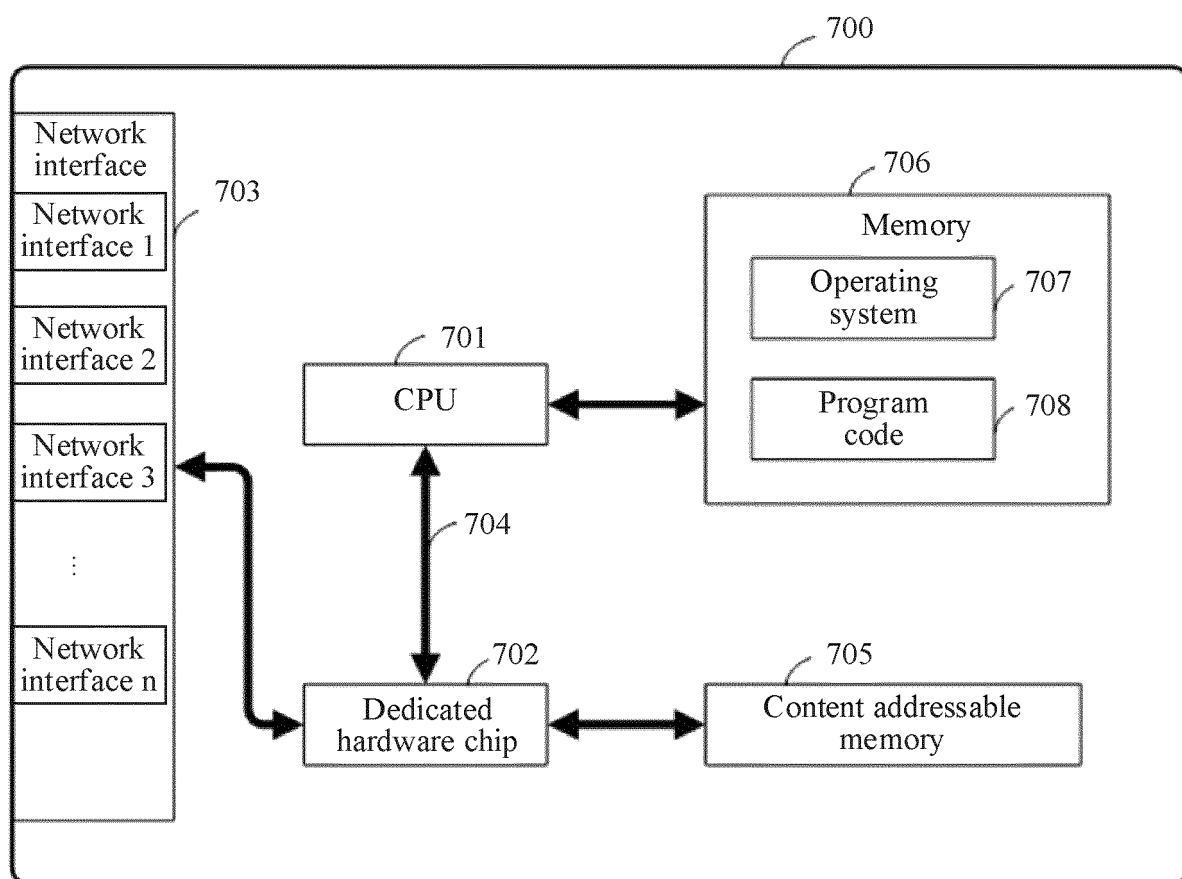 700
Network
interface
703
Network
interface 1
Network
interface 2
Network
interface 3
⋮
Network
interface n
701
CPU
704
702
Dedicated
hardware chip
706
Memory
Operating
system
707
Program
code
708
705
Content addressable
memory